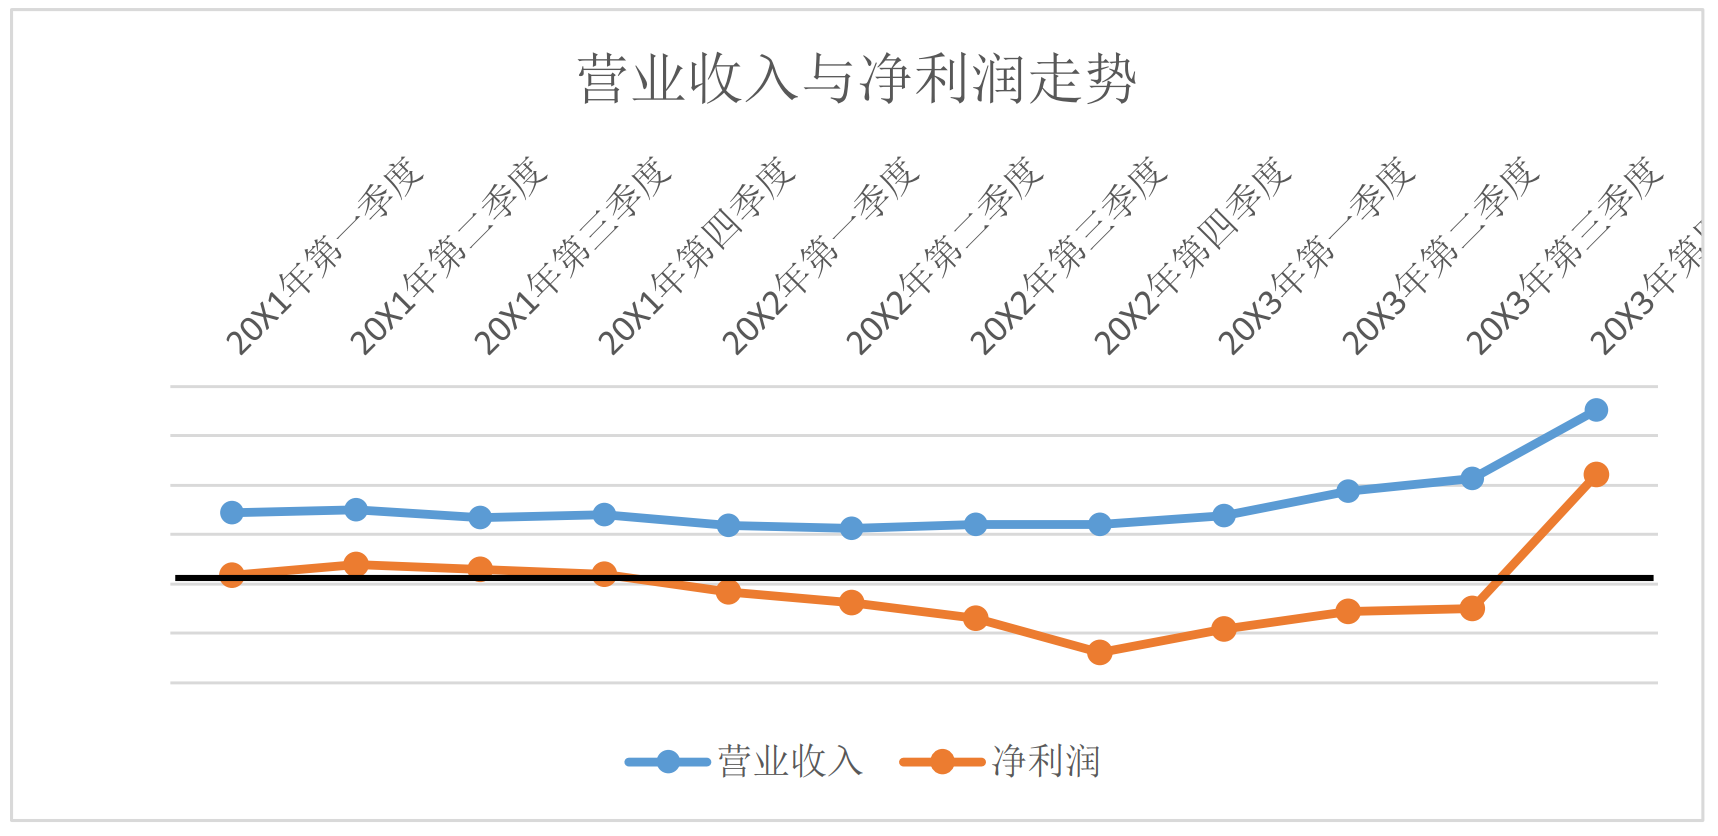 营业收入与净利润走势
20X1年第一季度
20X1年第二季度
20X1年第三季度
20X1年第四季度
20X2年第一季度
20X2年第二季度
20X2年第三季度
20X2年第四季度
20X3年第一季度
20X3年第二季度
20X3年第三季度
20X3年第
营业收入
净利润